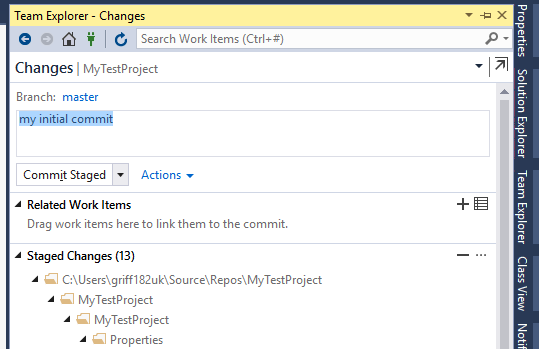 Team Explorer - Changes
Search Work Items (Ctrl+#)
Changes | MyTestProject
Branch: master
my initial commit
Commit Staged
Actions
Related Work Items
Drag work items here to link them to the commit.
Staged Changes (13)
C:\Users\griff182uk\Source\Repos\MyTestProject
MyTestProject
MyTestProject
Properties
Properties
Solution Explorer
Team Explorer
Class View
Notifi